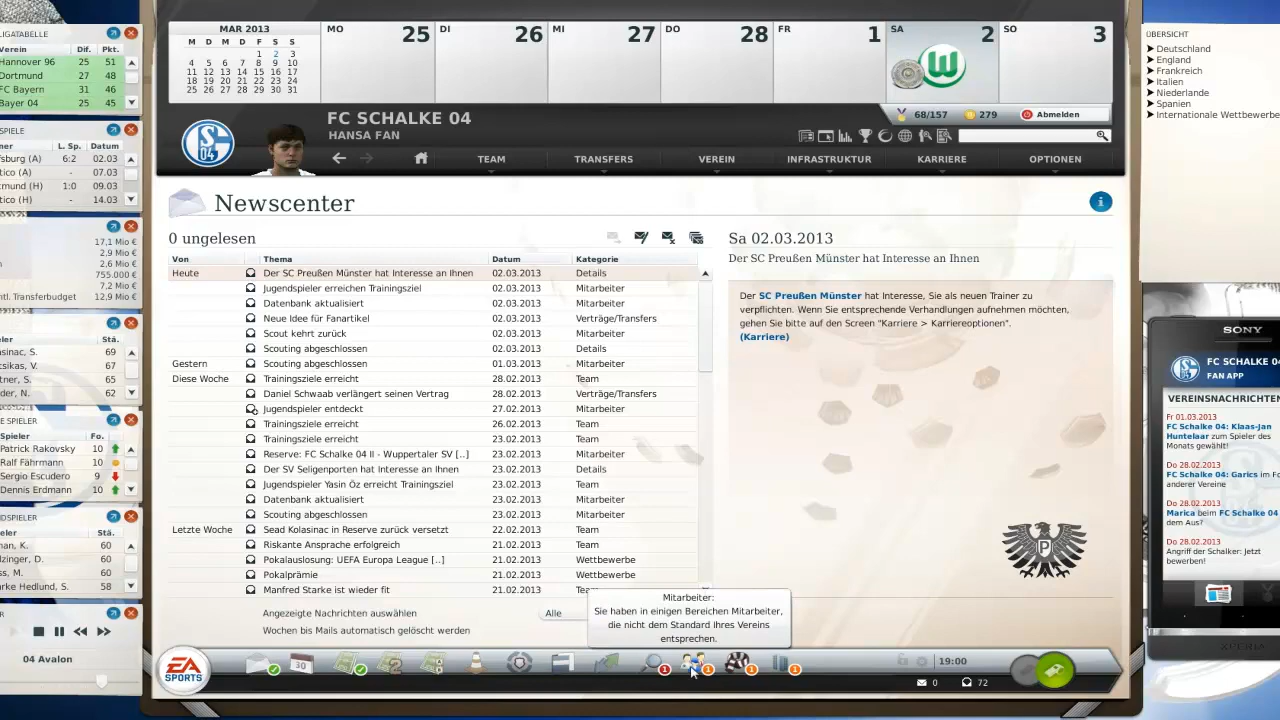 LIGATABELLE
Verein Dif. Pkt.
Hannover 96 25 51
Dortmund 27 48
FC Bayern 31 46
Bayer 04 25 45
SPIELE
L. Sp. Datum
(A) 6:2 02.03
(A) - 07.03
(H) 1:0 09.03
(H) - 14.03
17,1 Mio €
2,9 Mio €
2,6 Mio €
755.000 €
7,2 Mio €
Transferbudget 12,9 Mio €
Stä.
S. 69
V. 67
S. 65
N. 62
SPIELER
Spieler Fo.
Patrick Rakovsky 10
Ralf Fährmann 10
Sergio Escudero 9
Dennis Erdmann 10
Stä.
K. 60
D. 60
M. 60
Hedlund, S. 58
04 Avalon
MAR 2013
M D M D F S S
1 2 3
4 5 6 7 8 9 10
11 12 13 14 15 16 17
18 19 20 21 22 23 24
25 26 27 28 29 30 31
MO 25
DI 26
MI 27
DO 28
FR 1
SA 2
SO 3
FC SCHALKE 04
HANSA FAN
68/157 279 Abmelden
TEAM TRANSFERS VEREIN INFRASTRUKTUR KARRIERE OPTIONEN
Newscenter
0 ungelesen
Von Thema Datum Kategorie
Heute Der SC Preußen Münster hat Interesse an Ihnen 02.03.2013 Details
Jugendspieler erreichen Trainingsziel 02.03.2013 Mitarbeiter
Datenbank aktualisiert 02.03.2013 Mitarbeiter
Neue Idee für Fanartikel 02.03.2013 Verträge/Transfers
Scout kehrt zurück 02.03.2013 Mitarbeiter
Scouting abgeschlossen 02.03.2013 Details
Gestern Scouting abgeschlossen 01.03.2013 Mitarbeiter
Diese Woche Trainingsziele erreicht 28.02.2013 Team
Daniel Schwaab verlängert seinen Vertrag 28.02.2013 Verträge/Transfers
Jugendspieler entdeckt 27.02.2013 Mitarbeiter
Trainingsziele erreicht 26.02.2013 Team
Trainingsziele erreicht 23.02.2013 Team
Reserve: FC Schalke 04 II - Wuppertaler SV [..] 23.02.2013 Mitarbeiter
Der SV Seligenporten hat Interesse an Ihnen 23.02.2013 Details
Jugendspieler Yasin Öz erreicht Trainingsziel 23.02.2013 Team
Datenbank aktualisiert 23.02.2013 Mitarbeiter
Scouting abgeschlossen 23.02.2013 Mitarbeiter
Letzte Woche Sead Kolasinac in Reserve zurück versetzt 22.02.2013 Team
Riskante Ansprache erfolgreich 21.02.2013 Team
Pokalauslosung: UEFA Europa League [..] 21.02.2013 Wettbewerbe
Pokalprämie 21.02.2013 Wettbewerbe
Manfred Starke ist wieder fit 21.02.2013
Angezeigte Nachrichten auswählen Alle
Wochen bis Mails automatisch gelöscht werden
Sa 02.03.2013
Der SC Preußen Münster hat Interesse an Ihnen
Der SC Preußen Münster hat Interesse, Sie als neuen Trainer zu
verpflichten. Wenn Sie entsprechende Verhandlungen aufnehmen möchten,
gehen Sie bitte auf den Screen "Karriere > Karriereoptionen".
(Karriere)
Mitarbeiter:
Sie haben in einigen Bereichen Mitarbeiter,
die nicht dem Standard Ihres Vereins
entsprechen.
EA
SPORTS
30
1 1 1 1
19:00
0 72
ÜBERSICHT
Deutschland
England
Frankreich
Italien
Niederlande
Spanien
Internationale Wettbewerbe
SONY
FC SCHALKE 04
FAN APP
VEREINSNACHRICHTEN
Fr 01.03.2013
FC Schalke 04: Klaas-Jan
Huntelaar zum Spieler des
Monats gewählt!
Do 28.02.2013
FC Schalke 04: Garics im
anderer Vereine
Do 28.02.2013
Marica beim FC Schalke 04
dem Aus?
Do 28.02.2013
Angriff der Schalker: Jetzt
bewerben!
XPERIA